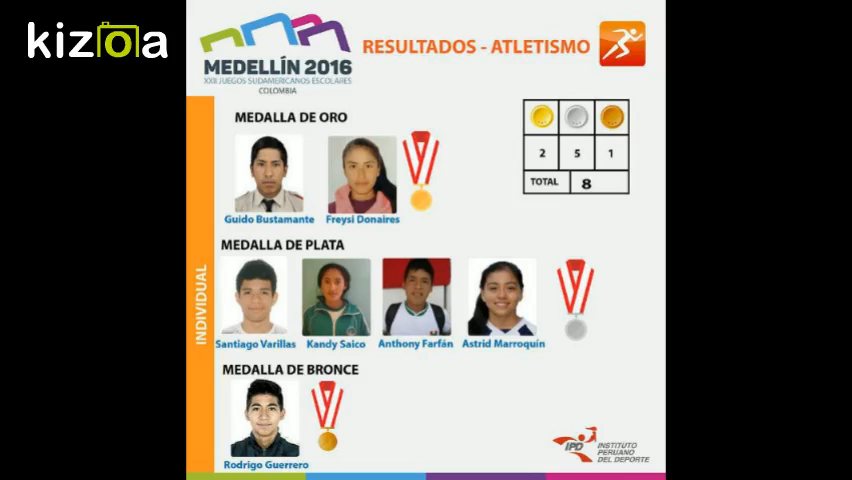 kizoa
RESULTADOS - ATLETISMO
MEDELLÍN 2016
XXII JUEGOS SUDAMERICANOS ESCOLARES
COLOMBIA
MEDALLA DE ORO
2 5 1
TOTAL 8
Guido Bustamante Freysi Donaires
MEDALLA DE PLATA
INDIVIDUAL
Santiago Varillas Kandy Saico Anthony Farfán Astrid Marroquín
MEDALLA DE BRONCE
Rodrigo Guerrero
IPD INSTITUTO
PERUANO
DEL DEPORTE